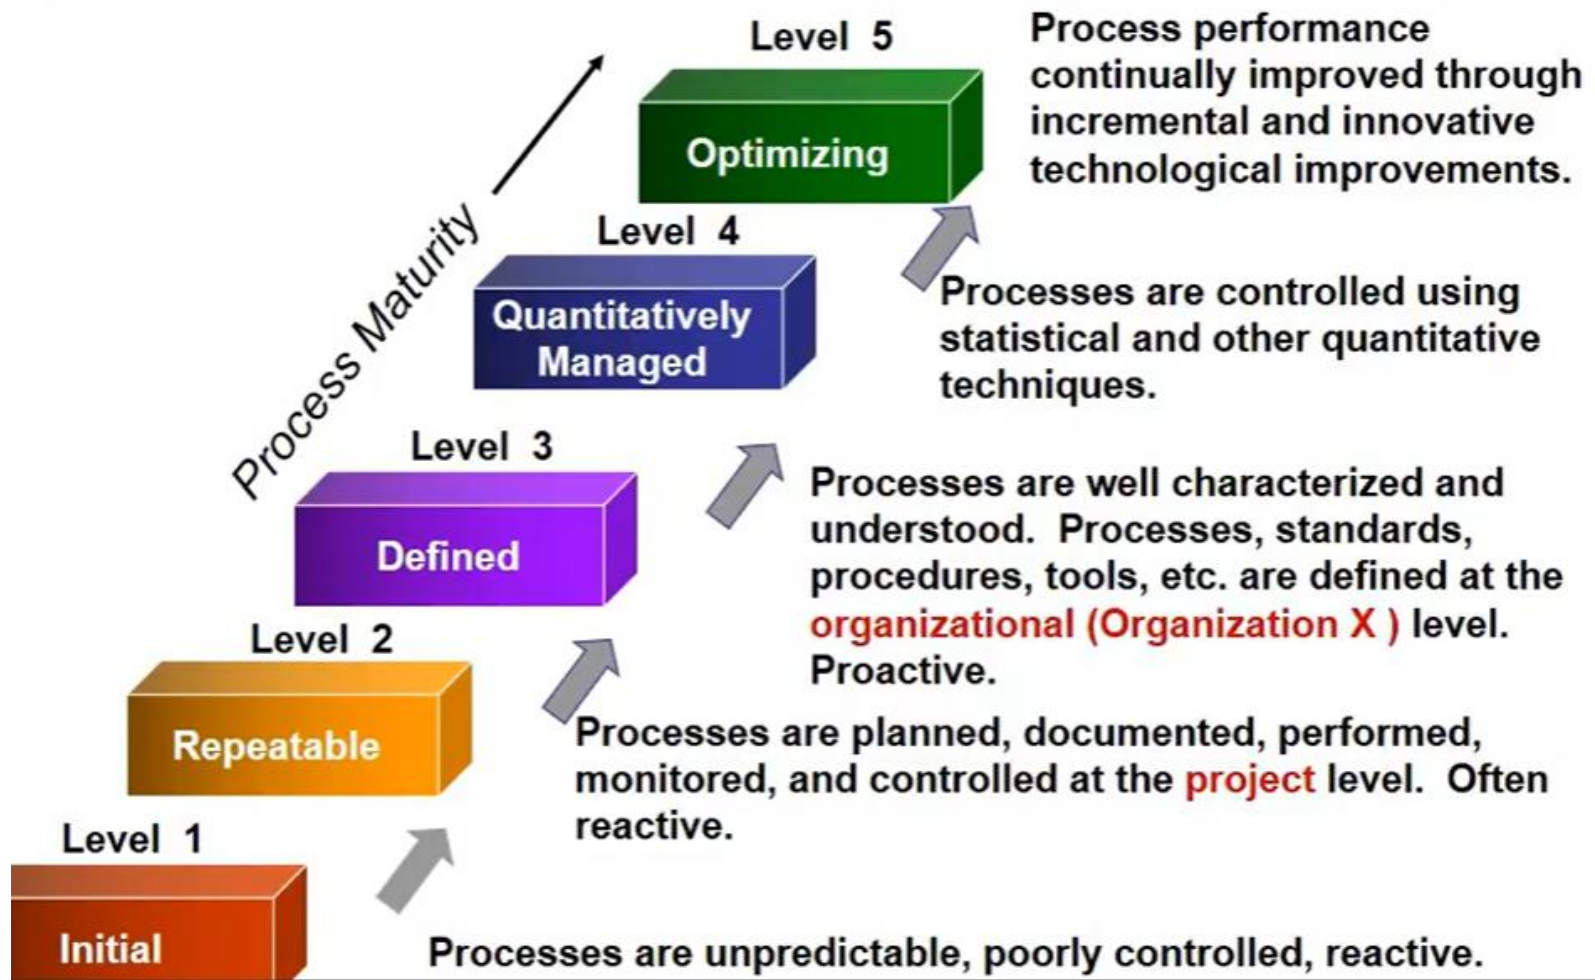 Level 5
Optimizing
Process performance
continually improved through
incremental and innovative
technological improvements.
Process Maturity
Level 4
Quantitatively
Managed
Processes are controlled using
statistical and other quantitative
techniques.
Level 3
Defined
Processes are well characterized and
understood. Processes, standards,
procedures, tools, etc. are defined at the
organizational (Organization X ) level.
Proactive.
Level 2
Repeatable
Processes are planned, documented, performed,
monitored, and controlled at the project level. Often
reactive.
Level 1
Initial
Processes are unpredictable, poorly controlled, reactive.